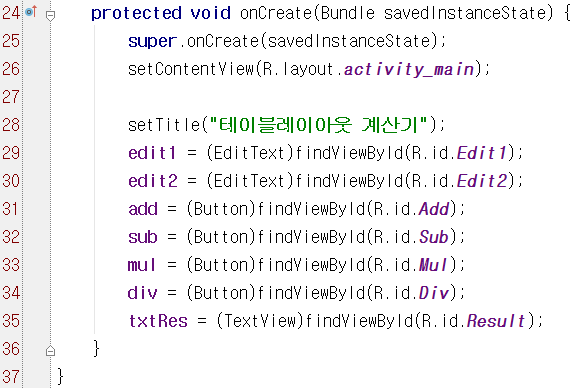 24 protected void onCreate(Bundle savedInstanceState) {
25 super.onCreate(savedInstanceState);
26 setContentView(R.layout.activity_main);
27
28 setTitle("테이블레이아웃 계산기");
29 edit1 = (EditText)findViewById(R.id.Edit1);
30 edit2 = (EditText)findViewById(R.id.Edit2);
31 add = (Button)findViewById(R.id.Add);
32 sub = (Button)findViewById(R.id.Sub);
33 mul = (Button)findViewById(R.id.Mul);
34 div = (Button)findViewById(R.id.Div);
35 txtRes = (TextView)findViewById(R.id.Result);
36 }
37 }